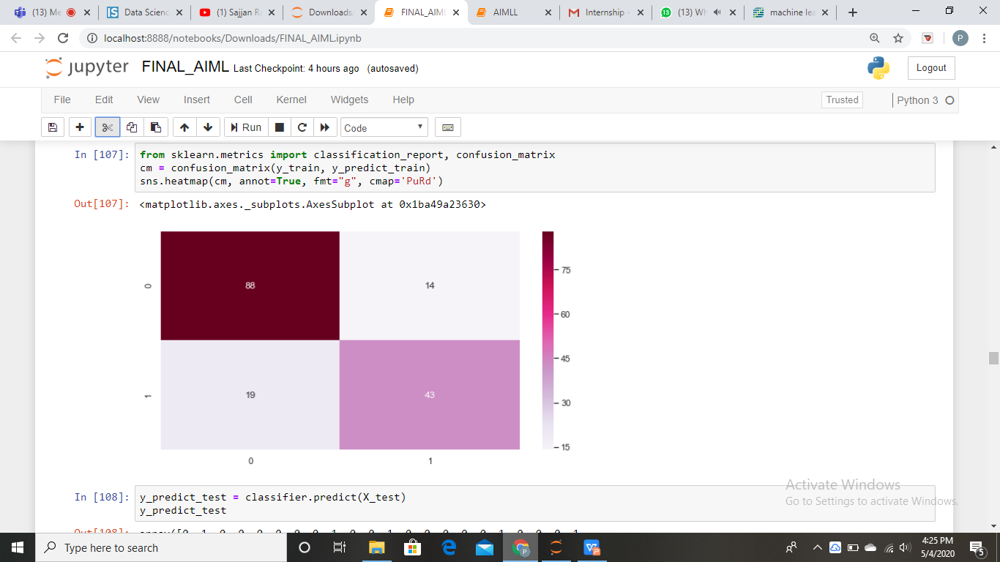 (13) Me
Data Scienc
(1) Sajjan R
Downloads
FINAL_AIML
AIMLL
Internship -
(13) W
machine lea
localhost:8888/notebooks/Downloads/FINAL_AIML.ipynb
P
jupyter FINAL_AIML Last Checkpoint: 4 hours ago (autosaved)
Logout
File Edit View Insert Cell Kernel Widgets Help
Trusted
Python 3
Run
Code
In [107]: from sklearn.metrics import classification_report, confusion_matrix
cm = confusion_matrix(y_train, y_predict_train)
sns.heatmap(cm, annot=True, fmt="g", cmap='PuRd')
Out[107]: <matplotlib.axes._subplots.AxesSubplot at 0x1ba49a23630>
0
88
14
1
19
43
0
1
75
60
45
30
15
In [108]: y_predict_test = classifier.predict(X_test)
y_predict_test
Activate Windows
Go to Settings to activate Windows.
Type here to search
4:25 PM
5/4/2020
5